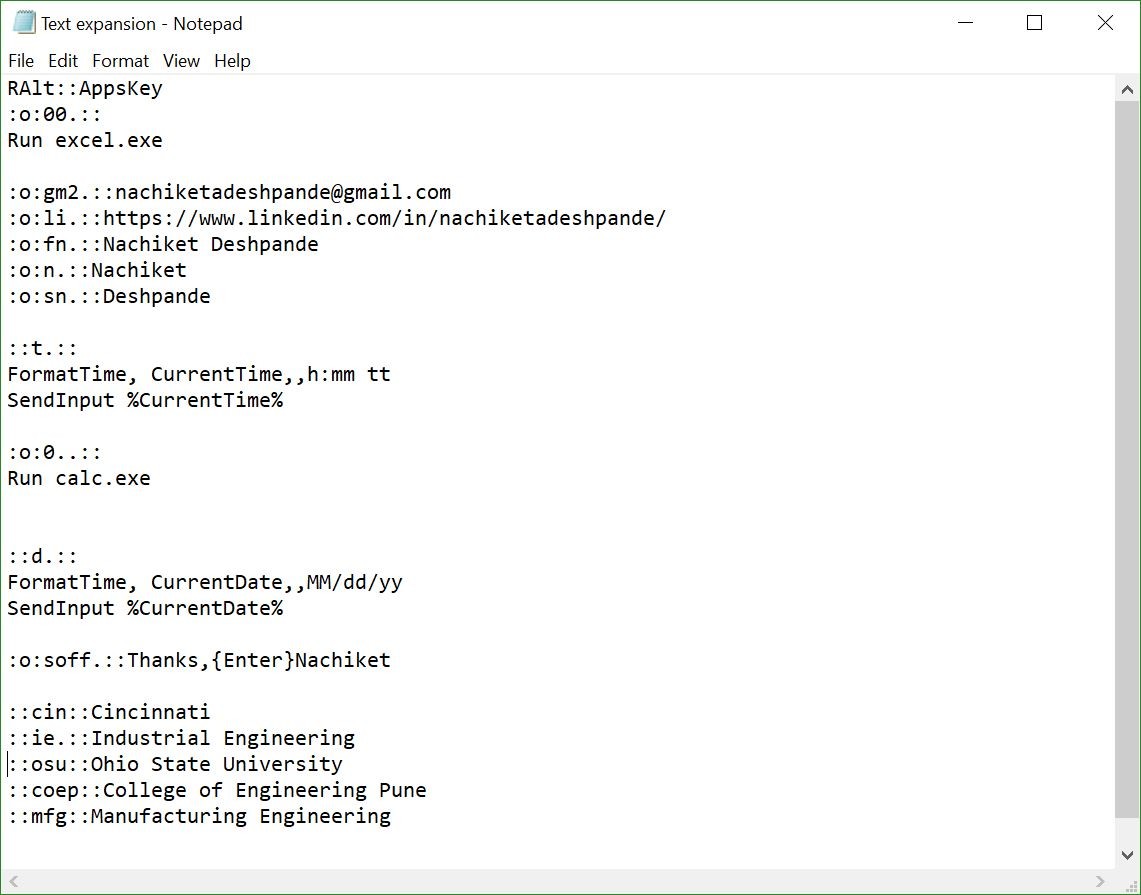 Text expansion - Notepad
File Edit Format View Help
RAlt::AppsKey
:o:00.::
Run excel.exe
:o:gm2.::nachiketadeshpande@gmail.com
:o:li.::https://www.linkedin.com/in/nachiketadeshpande/
:o:fn.::Nachiket Deshpande
:o:n.::Nachiket
:o:sn.::Deshpande
::t.::
FormatTime, CurrentTime,,h:mm tt
SendInput %CurrentTime%
:o:0..::
Run calc.exe
::d.::
FormatTime, CurrentDate,,MM/dd/yy
SendInput %CurrentDate%
:o:soff.::Thanks,{Enter}Nachiket
::cin::Cincinnati
::ie.::Industrial Engineering
::osu::Ohio State University
::coep::College of Engineering Pune
::mfg::Manufacturing Engineering